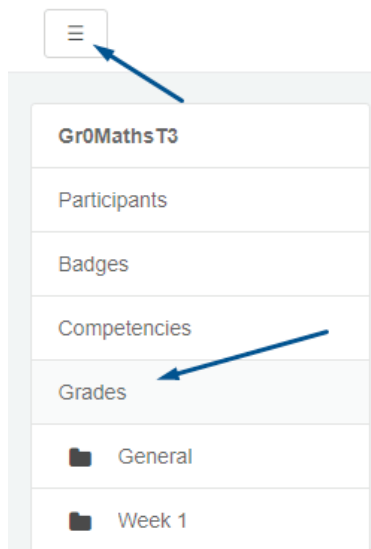 Gr0MathsT3
Participants
Badges
Competencies
Grades
General
Week 1